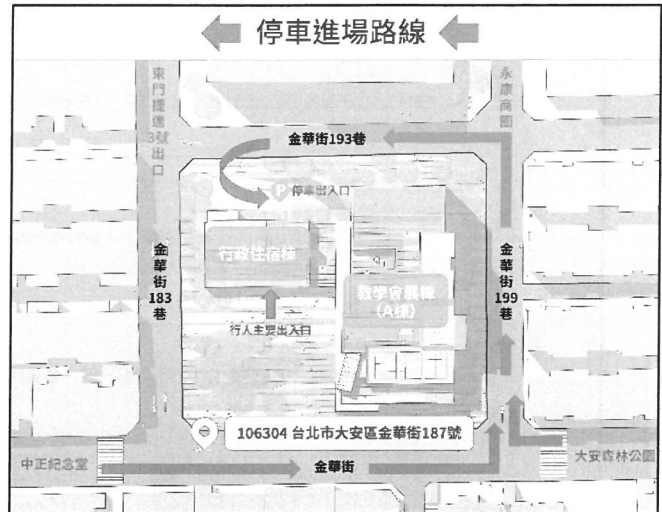 停車進場路線
東門捷運3號出口
永康商圈
金華街193巷
P 停車出入口
行政住宿棟
金華街183巷
教學會展棟
(A棟)
金華街199巷
行人主要出入口
106304 台北市大安區金華街187號
中正紀念堂
金華街
大安森林公園